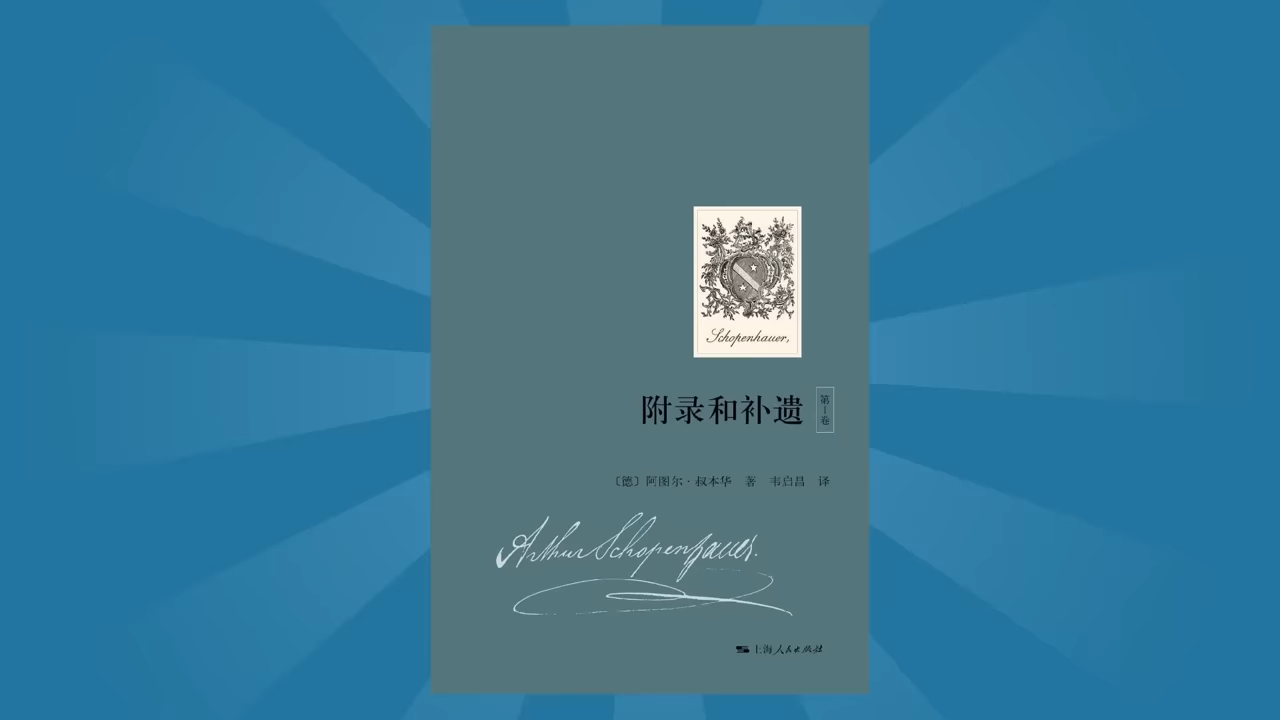 Schopenhauer,
附录和补遗 第Ⅰ卷
〔德〕阿图尔·叔本华 著 韦启昌 译
Arthur Schopenhauer.
上海人民出版社